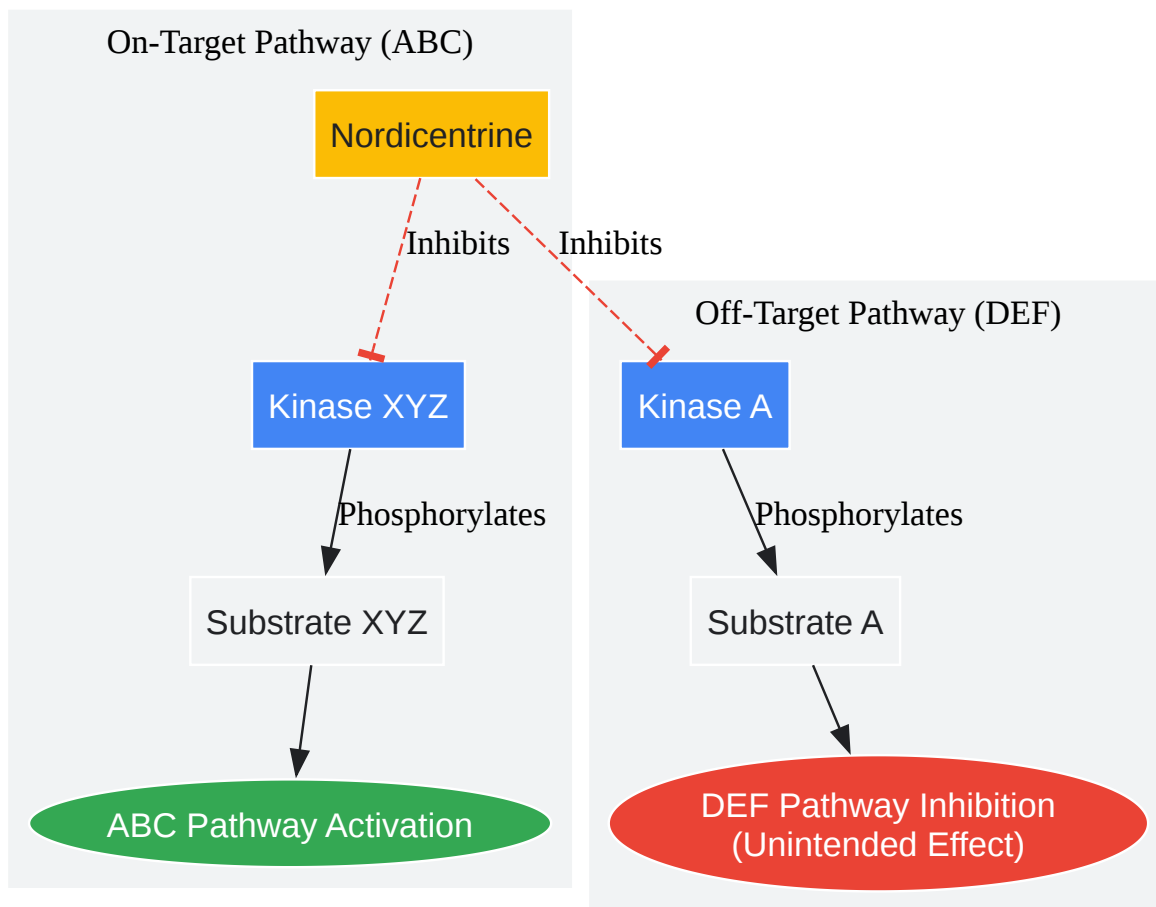 On-Target Pathway (ABC)
Nordicentrine
Inhibits
Inhibits
Off-Target Pathway (DEF)
Kinase XYZ
Kinase A
Phosphorylates
Phosphorylates
Substrate XYZ
Substrate A
ABC Pathway Activation
DEF Pathway Inhibition
(Unintended Effect)